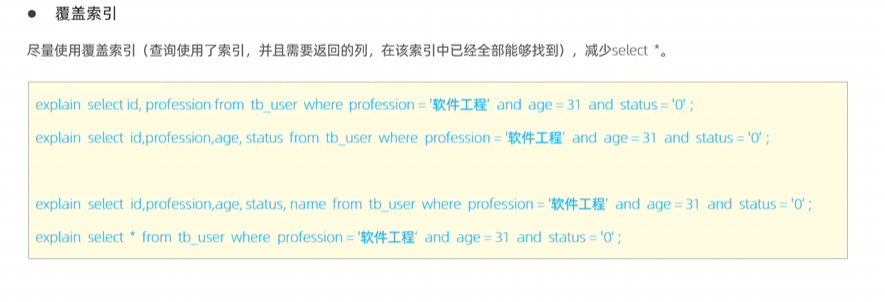 ● 覆盖索引
尽量使用覆盖索引（查询使用了索引，并且需要返回的列，在该索引中已经全部能够找到），减少select *。
explain select id, profession from tb_user where profession = '软件工程' and age = 31 and status = '0' ;
explain select id,profession,age, status from tb_user where profession = '软件工程' and age = 31 and status = '0' ;
explain select id,profession,age, status, name from tb_user where profession = '软件工程' and age = 31 and status = '0' ;
explain select * from tb_user where profession = '软件工程' and age = 31 and status = '0' ;